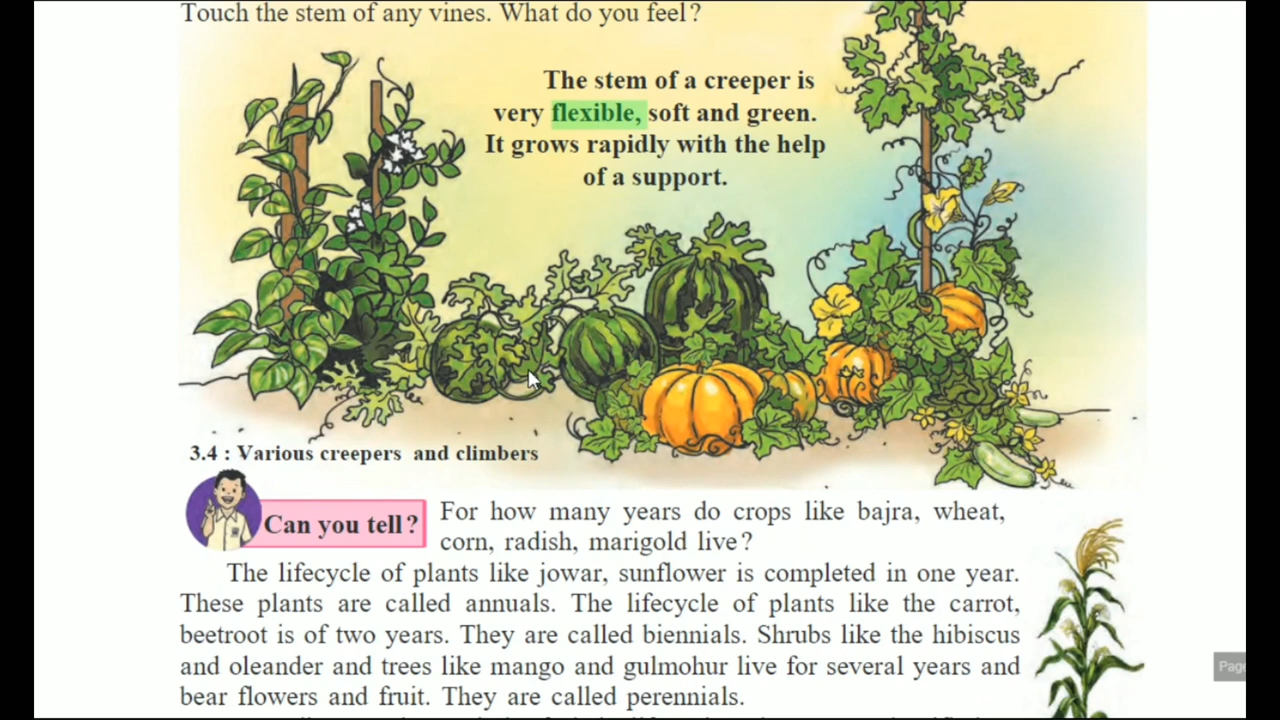 Touch the stem of any vines. What do you feel?
The stem of a creeper is
very flexible, soft and green.
It grows rapidly with the help
of a support.
3.4 : Various creepers and climbers
Can you tell?
For how many years do crops like bajra, wheat,
corn, radish, marigold live?
The lifecycle of plants like jowar, sunflower is completed in one year.
These plants are called annuals. The lifecycle of plants like the carrot,
beetroot is of two years. They are called biennials. Shrubs like the hibiscus
and oleander and trees like mango and gulmohur live for several years and
bear flowers and fruit. They are called perennials.
Page